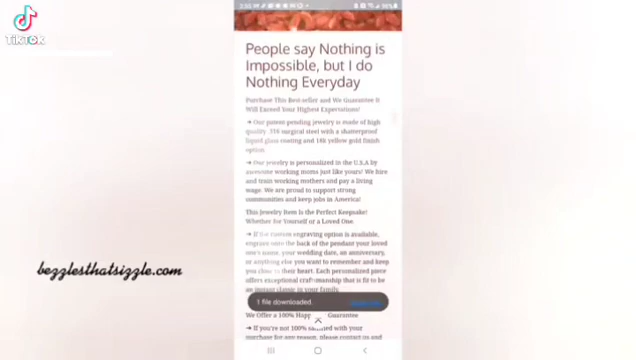 TikTok
People say Nothing is
Impossible, but I do
Nothing Everyday
Purchase This Best-seller and We Guarantee It
Will Exceed Your Highest Expectations!
➝ Our patent-pending jewelry is made of high
quality .316 surgical steel with a shatterproof
liquid glass coating and 18k yellow gold finish
option.
➝ Our jewelry is personalized in the U.S.A by
awesome working moms just like yours! We hire
and train working mothers and pay a living
wage. We are proud to support strong
communities and keep jobs in America!
This Jewelry Item Is the Perfect Keepsake!
Whether for Yourself or a Loved One
➝ If the custom engraving option is available,
engrave onto the back of the pendant your loved
one's name, your wedding date, an anniversary,
or anything else you want to remember and keep
you close to their heart. Each personalized piece
offers exceptional craftsmanship that is fit to be
an instant classic in your family.
bezzlesthatsizzle.com
1 file downloaded.
We Offer a 100% Happ Guarantee
➝ If you're not 100% satisfied with your
purchase for any reason, please contact us and